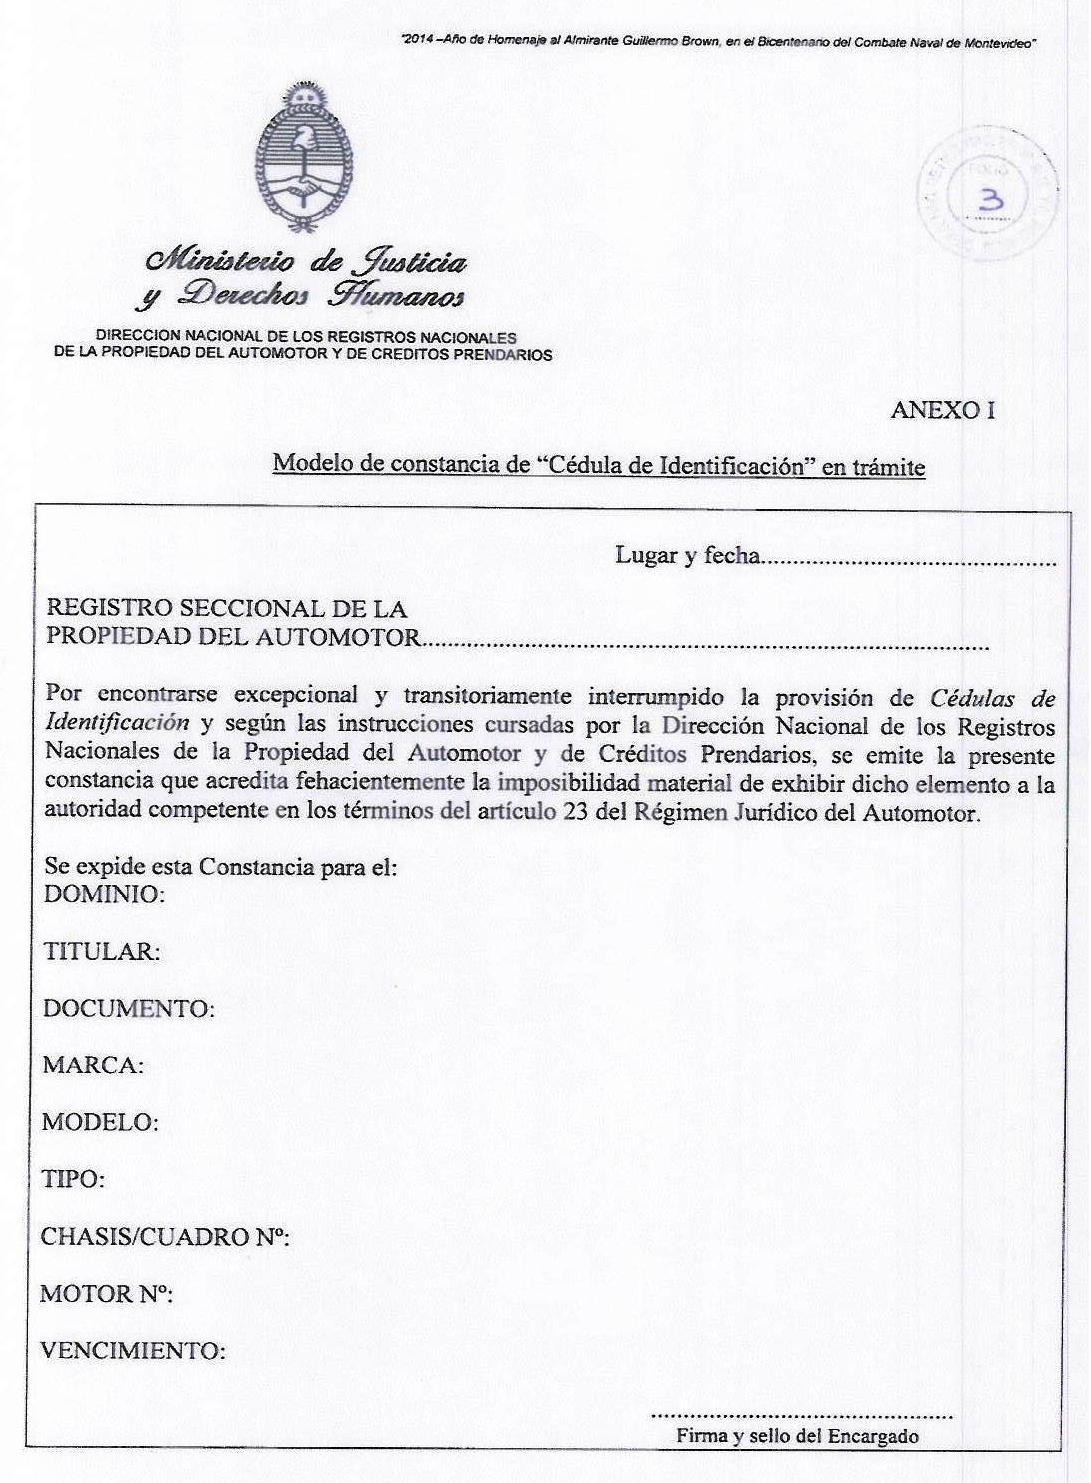 "2014 –Año de Homenaje al Almirante Guillermo Brown, en el Bicentenario del Combate Naval de Montevideo"
FOLIO
3
Ministerio de Justicia
y Derechos Humanos
DIRECCION NACIONAL DE LOS REGISTROS NACIONALES
DE LA PROPIEDAD DEL AUTOMOTOR Y DE CREDITOS PRENDARIOS
ANEXO I
Modelo de constancia de “Cédula de Identificación” en trámite
Lugar y fecha.............................................
REGISTRO SECCIONAL DE LA
PROPIEDAD DEL AUTOMOTOR.......................................................................................
Por encontrarse excepcional y transitoriamente interrumpido la provisión de Cédulas de
Identificación y según las instrucciones cursadas por la Dirección Nacional de los Registros
Nacionales de la Propiedad del Automotor y de Créditos Prendarios, se emite la presente
constancia que acredita fehacientemente la imposibilidad material de exhibir dicho elemento a la
autoridad competente en los términos del artículo 23 del Régimen Jurídico del Automotor.
Se expide esta Constancia para el:
DOMINIO:
TITULAR:
DOCUMENTO:
MARCA:
MODELO:
TIPO:
CHASIS/CUADRO Nº:
MOTOR Nº:
VENCIMIENTO:
..............................................
Firma y sello del Encargado